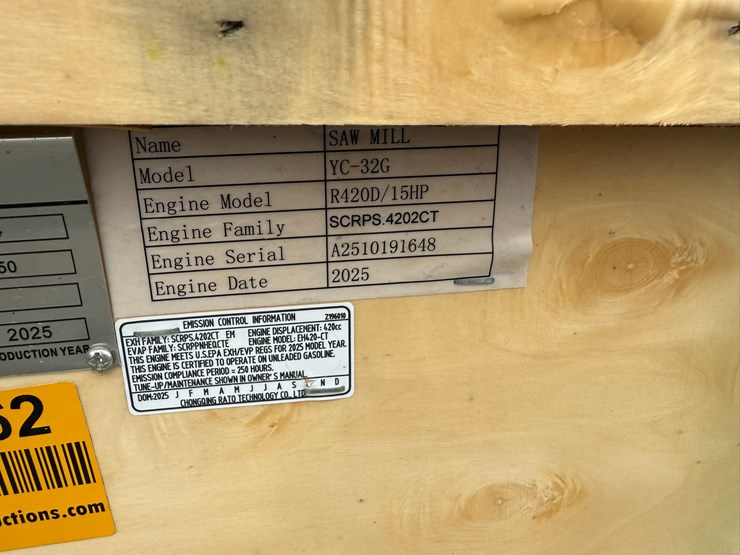 Name SAW MILL
Model YC-32G
Engine Model R420D/15HP
Engine Family SCRPS.4202CT
Engine Serial A2510191648
Engine Date 2025
50
2025
ODUCTION YEAR
EMISSION CONTROL INFORMATION Z196010
EXH FAMILY: SCRPS.4202CT EM ENGINE DISPLACEMENT: 420cc
EVAP FAMILY: SCRPPNHEQCTE ENGINE MODEL: EH420-CT
THIS ENGINE MEETS U.S.EPA EXH/EVP REGS FOR 2025 MODEL YEAR.
THIS ENGINE IS CERTIFIED TO OPERATE ON UNLEADED GASOLINE.
EMISSION COMPLIANCE PERIOD = 250 HOURS.
TUNE-UP/MAINTENANCE SHOWN IN OWNER'S MANUAL
DOM:2025 J F M A M J J A S N D
CHONGQING RATO TECHNOLOGY CO., LTD
62
ctions.com